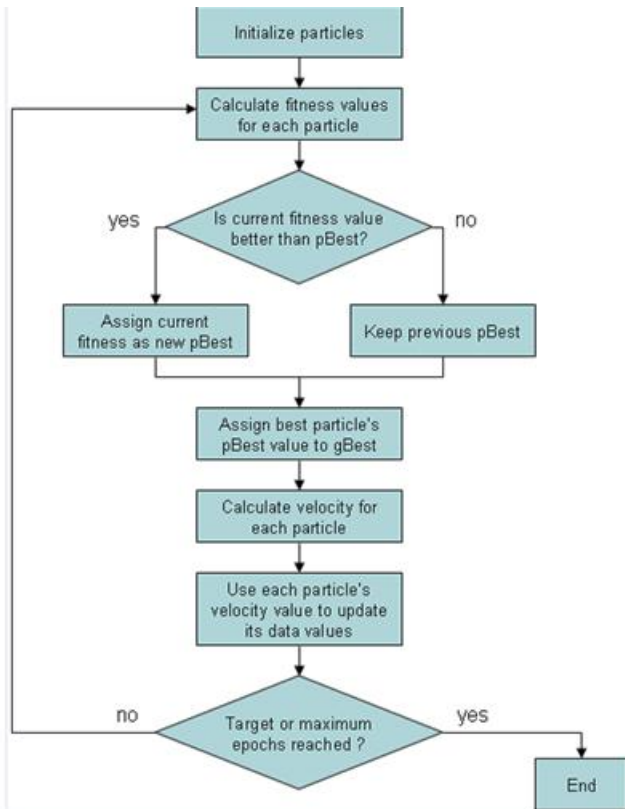 Initialize particles
Calculate fitness values
for each particle
yes
Is current fitness value
better than pBest?
no
Assign current
fitness as new pBest
Keep previous pBest
Assign best particle's
pBest value to gBest
Calculate velocity for
each particle
Use each particle's
velocity value to update
its data values
no
Target or maximum
epochs reached ?
yes
End